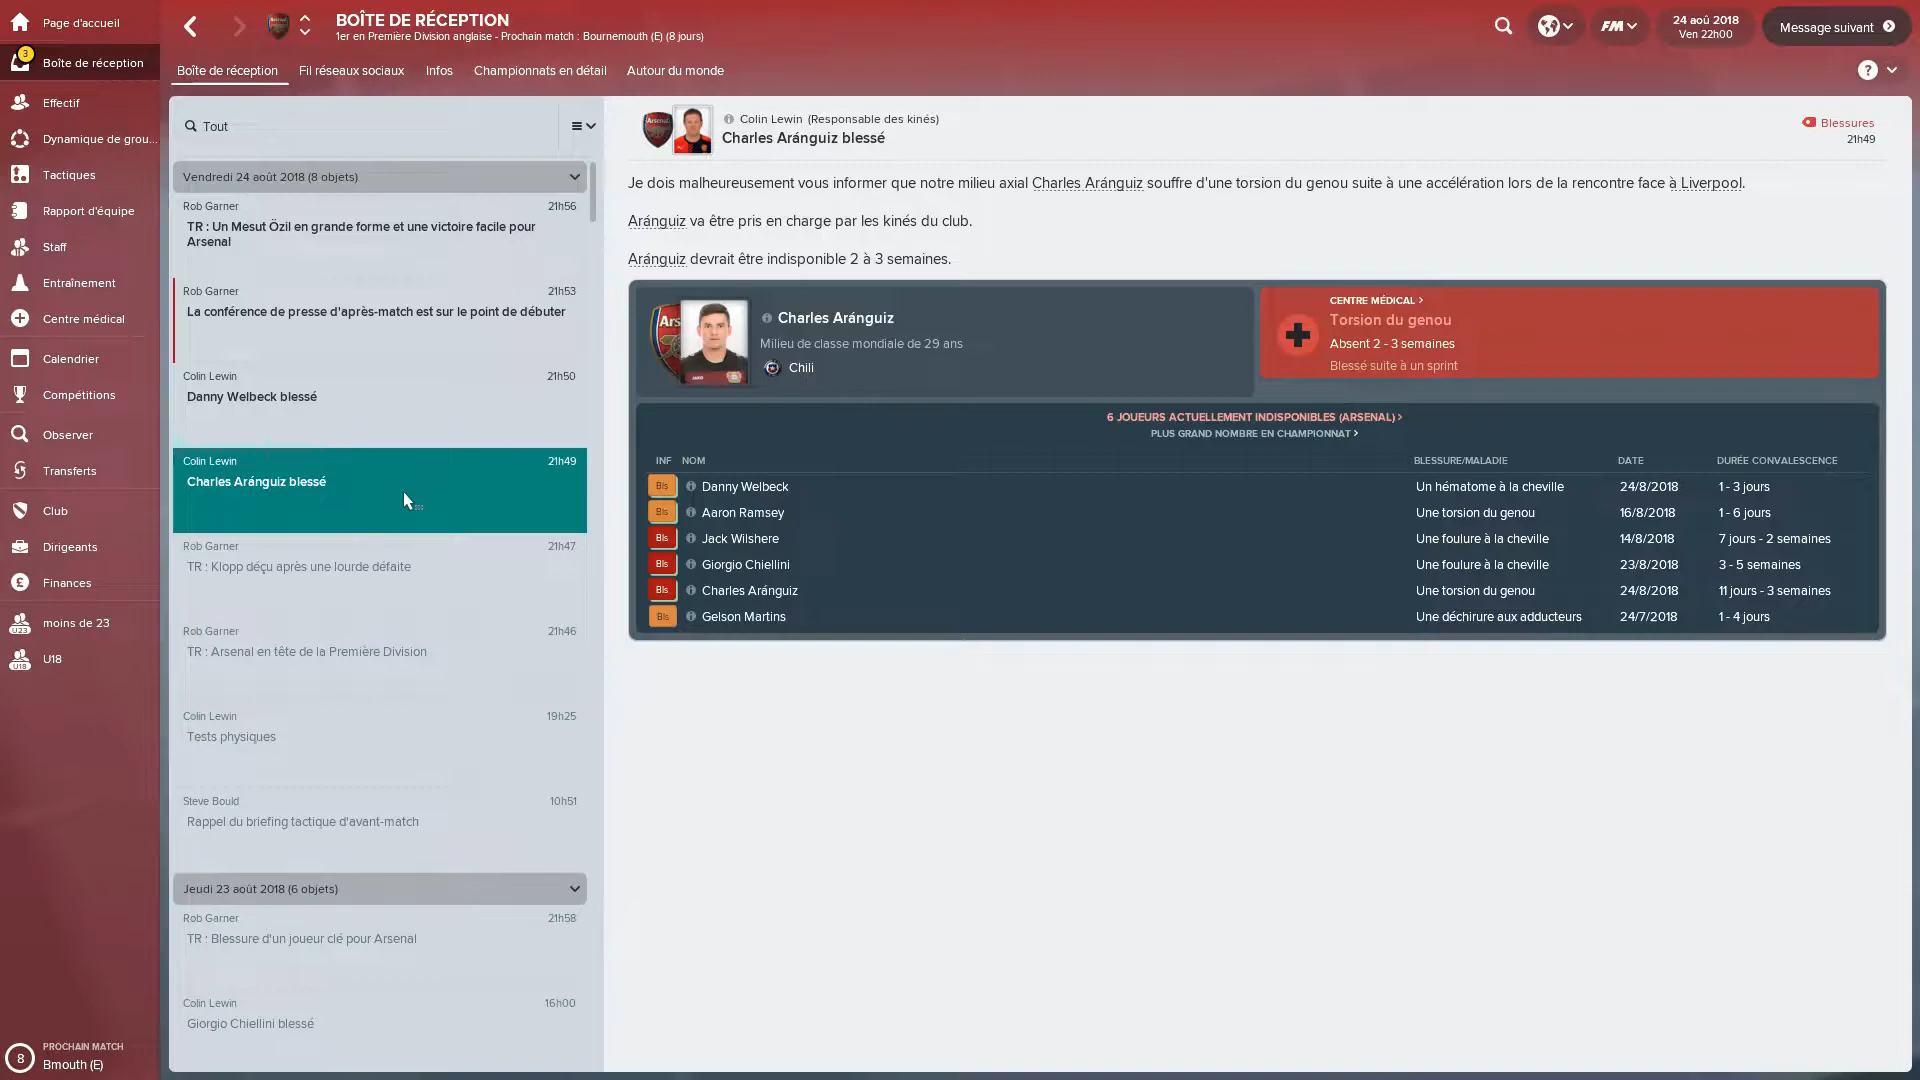 Page d'accueil
3
Boîte de réception
Effectif
Dynamique de grou...
Tactiques
Rapport d'équipe
Staff
Entraînement
Centre médical
Calendrier
Compétitions
Observer
Transferts
Club
Dirigeants
Finances
U23
moins de 23
U18
U18
8
PROCHAIN MATCH
Bmouth (E)
BOÎTE DE RÉCEPTION
1er en Première Division anglaise - Prochain match : Bournemouth (E) (8 jours)
FM
24 aoû 2018
Ven 22h00
Message suivant
Boîte de réception
Fil réseaux sociaux
Infos
Championnats en détail
Autour du monde
?
Tout
Vendredi 24 août 2018 (8 objets)
Rob Garner 21h56
TR : Un Mesut Özil en grande forme et une victoire facile pour
Arsenal
Rob Garner 21h53
La conférence de presse d'après-match est sur le point de débuter
Colin Lewin 21h50
Danny Welbeck blessé
Colin Lewin 21h49
Charles Aránguiz blessé
Rob Garner 21h47
TR : Klopp déçu après une lourde défaite
Rob Garner 21h46
TR : Arsenal en tête de la Première Division
Colin Lewin 19h25
Tests physiques
Steve Bould 10h51
Rappel du briefing tactique d'avant-match
Jeudi 23 août 2018 (6 objets)
Rob Garner 21h58
TR : Blessure d'un joueur clé pour Arsenal
Colin Lewin 16h00
Giorgio Chiellini blessé
Colin Lewin (Responsable des kinés)
Charles Aránguiz blessé
Blessures
21h49
Je dois malheureusement vous informer que notre milieu axial Charles Aránguiz souffre d'une torsion du genou suite à une accélération lors de la rencontre face à Liverpool.
Aránguiz va être pris en charge par les kinés du club.
Aránguiz devrait être indisponible 2 à 3 semaines.
Charles Aránguiz
Milieu de classe mondiale de 29 ans
Chili
CENTRE MÉDICAL >
Torsion du genou
Absent 2 - 3 semaines
Blessé suite à un sprint
6 JOUEURS ACTUELLEMENT INDISPONIBLES (ARSENAL) >
PLUS GRAND NOMBRE EN CHAMPIONNAT >
INF NOM BLESSURE/MALADIE DATE DURÉE CONVALESCENCE
Bls Danny Welbeck Un hématome à la cheville 24/8/2018 1 - 3 jours
Bls Aaron Ramsey Une torsion du genou 16/8/2018 1 - 6 jours
Bls Jack Wilshere Une foulure à la cheville 14/8/2018 7 jours - 2 semaines
Bls Giorgio Chiellini Une foulure à la cheville 23/8/2018 3 - 5 semaines
Bls Charles Aránguiz Une torsion du genou 24/8/2018 11 jours - 3 semaines
Bls Gelson Martins Une déchirure aux adducteurs 24/7/2018 1 - 4 jours